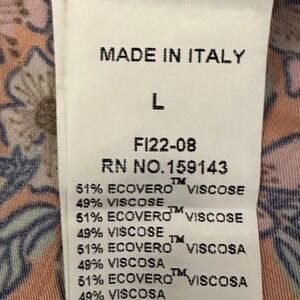 MADE IN ITALY
L
FI22-08
RN NO.159143
51% ECOVERO™ VISCOSE
49% VISCOSE
51% ECOVERO™ VISCOSE
49% VISCOSE
51% ECOVERO™ VISCOSA
49% VISCOSA
51% ECOVERO™ VISCOSA
49% VISCOSA